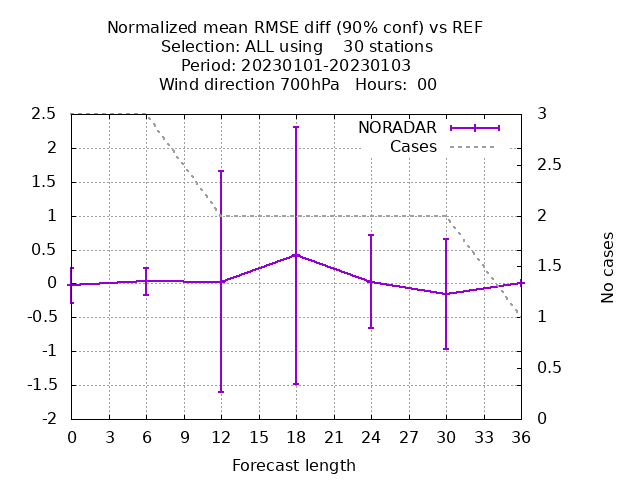 Normalized mean RMSE diff (90% conf) vs REF
Selection: ALL using    30 stations
Period: 20230101-20230103
Wind direction 700hPa   Hours:  00
NORADAR
Cases
2.5
2
1.5
1
0.5
0
-0.5
-1
-1.5
-2
3
2.5
2
1.5
1
0.5
0
No cases
0 3 6 9 12 15 18 21 24 27 30 33 36
Forecast length